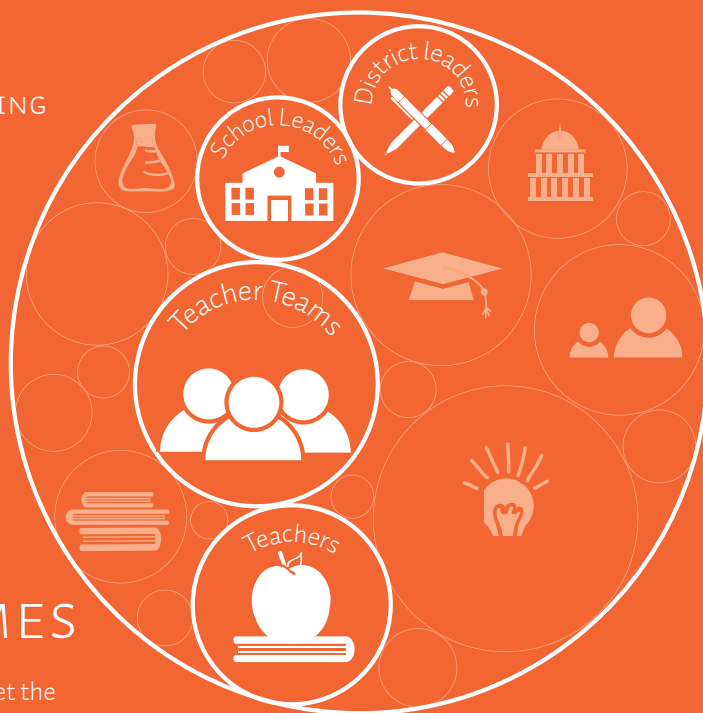 ING
District leaders
School Leaders
Teacher Teams
Teachers
MES
et the